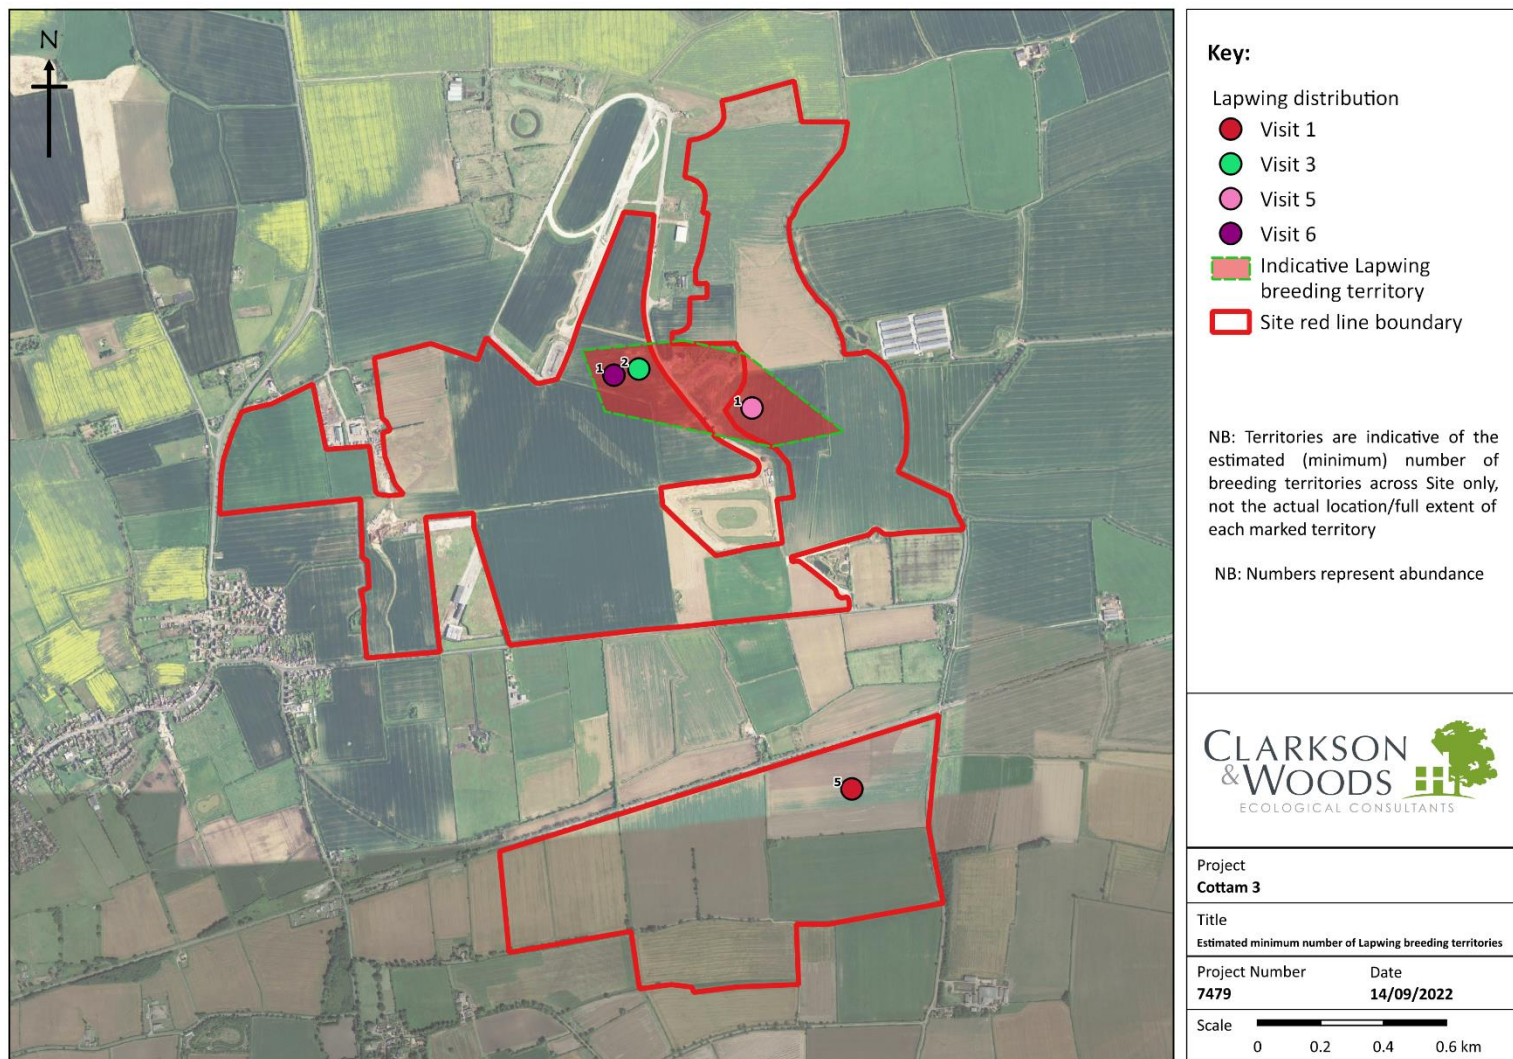 N
1
2
1
5
Key:
Lapwing distribution
Visit 1
Visit 3
Visit 5
Visit 6
Indicative Lapwing
breeding territory
Site red line boundary
NB: Territories are indicative of the
estimated (minimum) number of
breeding territories across Site only,
not the actual location/full extent of
each marked territory
NB: Numbers represent abundance
CLARKSON
&WOODS
ECOLOGICAL CONSULTANTS
Project
Cottam 3
Title
Estimated minimum number of Lapwing breeding territories
Project Number Date
7479 14/09/2022
Scale
0 0.2 0.4 0.6 km